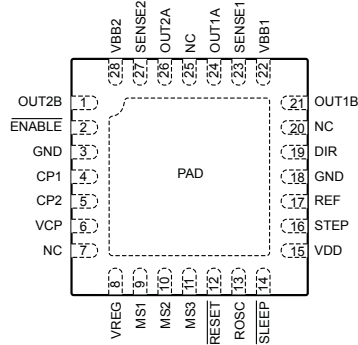 VBB2
SENSE2
OUT2A
NC
OUT1A
SENSE1
VBB1
28
27
26
25
24
23
22
OUT2B 1
ENABLE 2
GND 3
CP1 4
CP2 5
VCP 6
NC 7
PAD
21 OUT1B
20 NC
19 DIR
18 GND
17 REF
16 STEP
15 VDD
8
9
10
11
12
13
14
VREG
MS1
MS2
MS3
RESET
ROSC
SLEEP